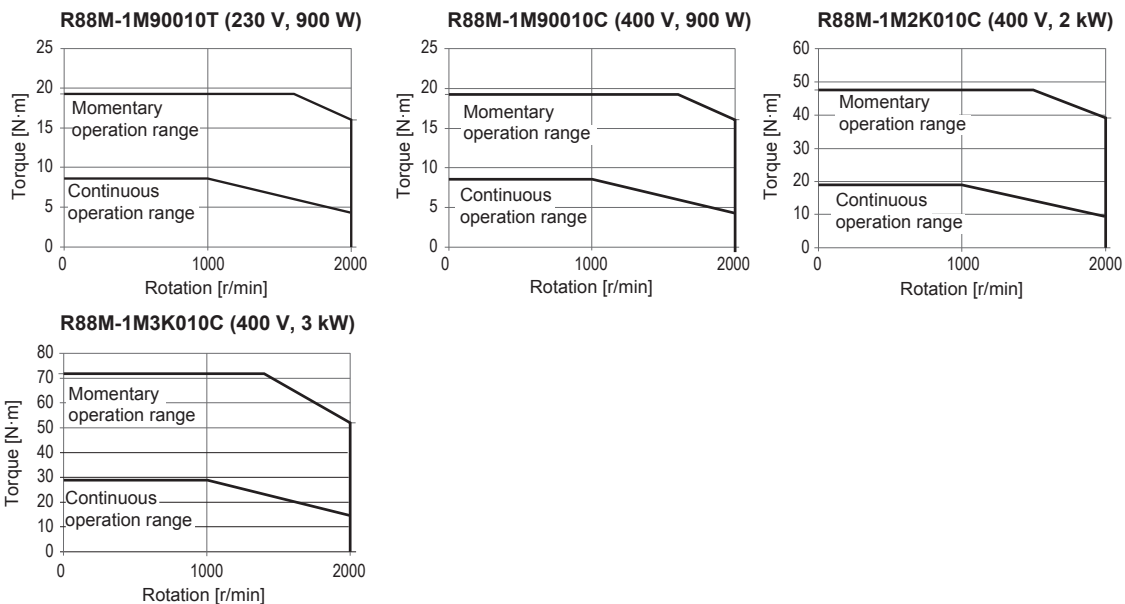 R88M-1M90010T (230 V, 900 W)
25
20
15
10
5
0
Torque [N·m]
Momentary
operation range
Continuous
operation range
0
1000
2000
Rotation [r/min]
R88M-1M90010C (400 V, 900 W)
25
20
15
10
5
0
Torque [N·m]
Momentary
operation range
Continuous
operation range
0
1000
2000
Rotation [r/min]
R88M-1M2K010C (400 V, 2 kW)
60
50
40
30
20
10
0
Torque [N·m]
Momentary
operation range
Continuous
operation range
0
1000
2000
Rotation [r/min]
R88M-1M3K010C (400 V, 3 kW)
80
70
60
50
40
30
20
10
0
Torque [N·m]
Momentary
operation range
Continuous
operation range
0
1000
2000
Rotation [r/min]